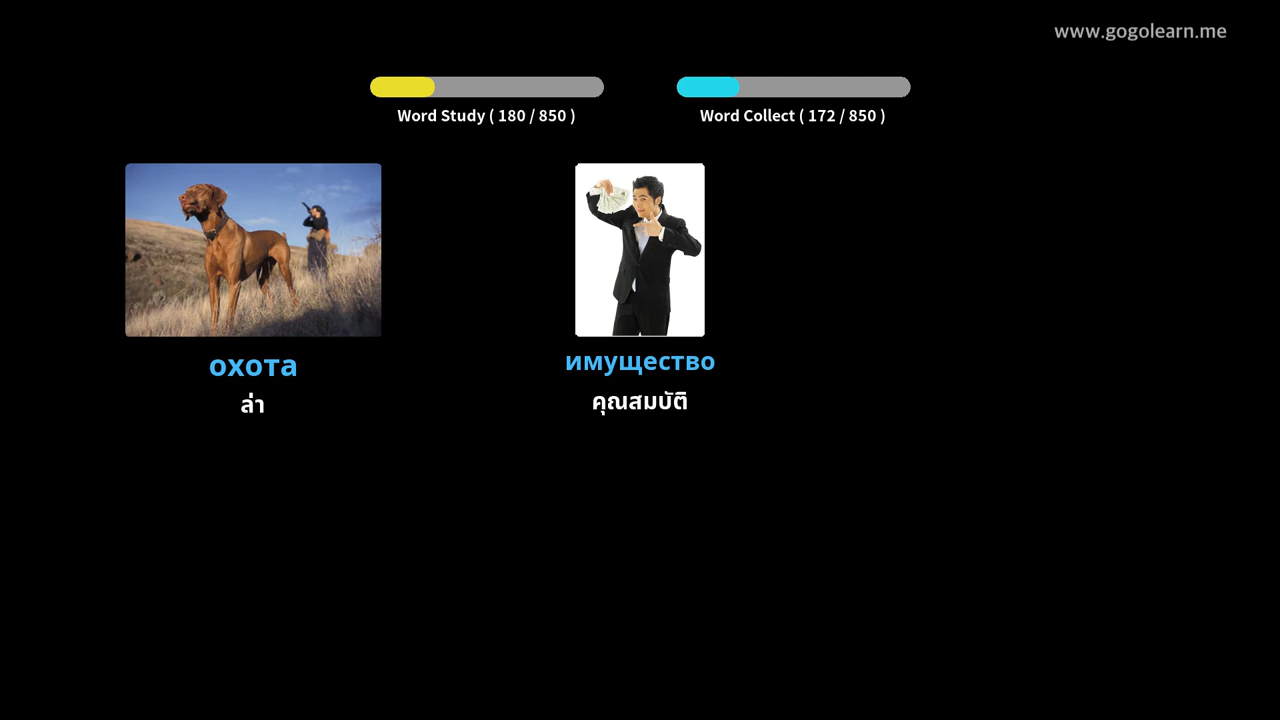 www.gogolearn.me
Word Study ( 180 / 850 )
Word Collect ( 172 / 850 )
охота
имущество
ล่า
คุณสมบัติ